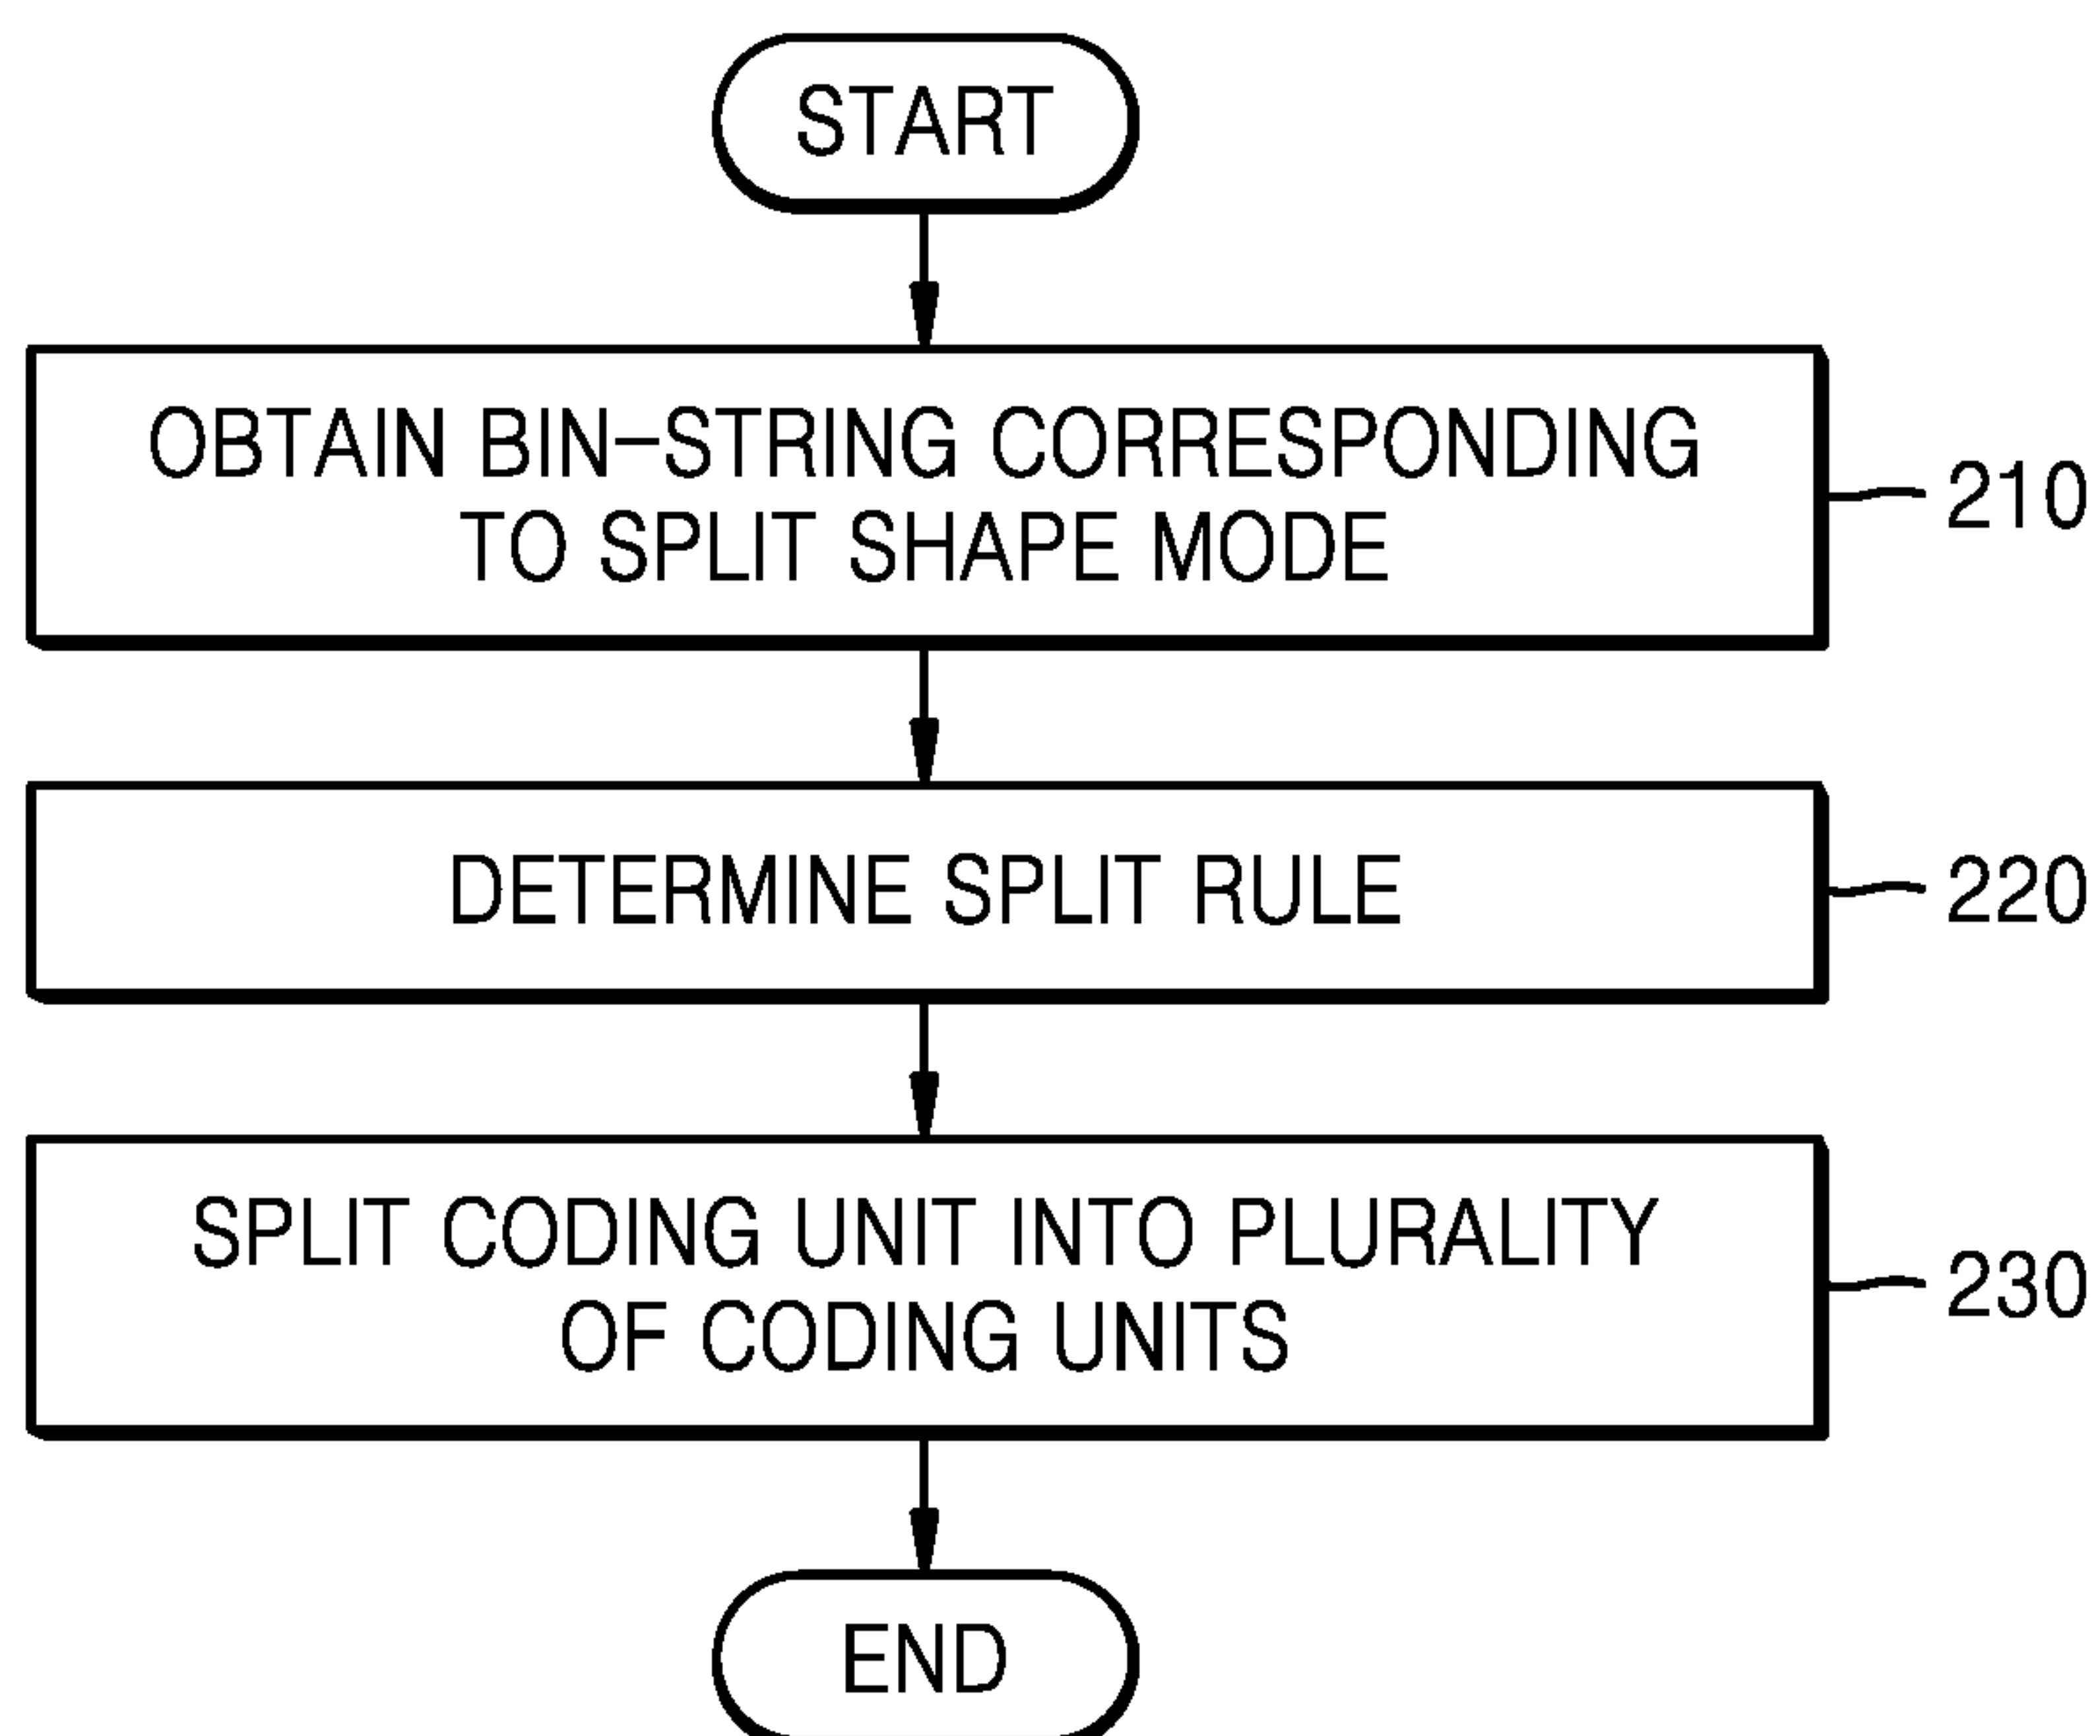 START
OBTAIN BIN-STRING CORRESPONDING
TO SPLIT SHAPE MODE
210
DETERMINE SPLIT RULE
220
SPLIT CODING UNIT INTO PLURALITY
OF CODING UNITS
230
END